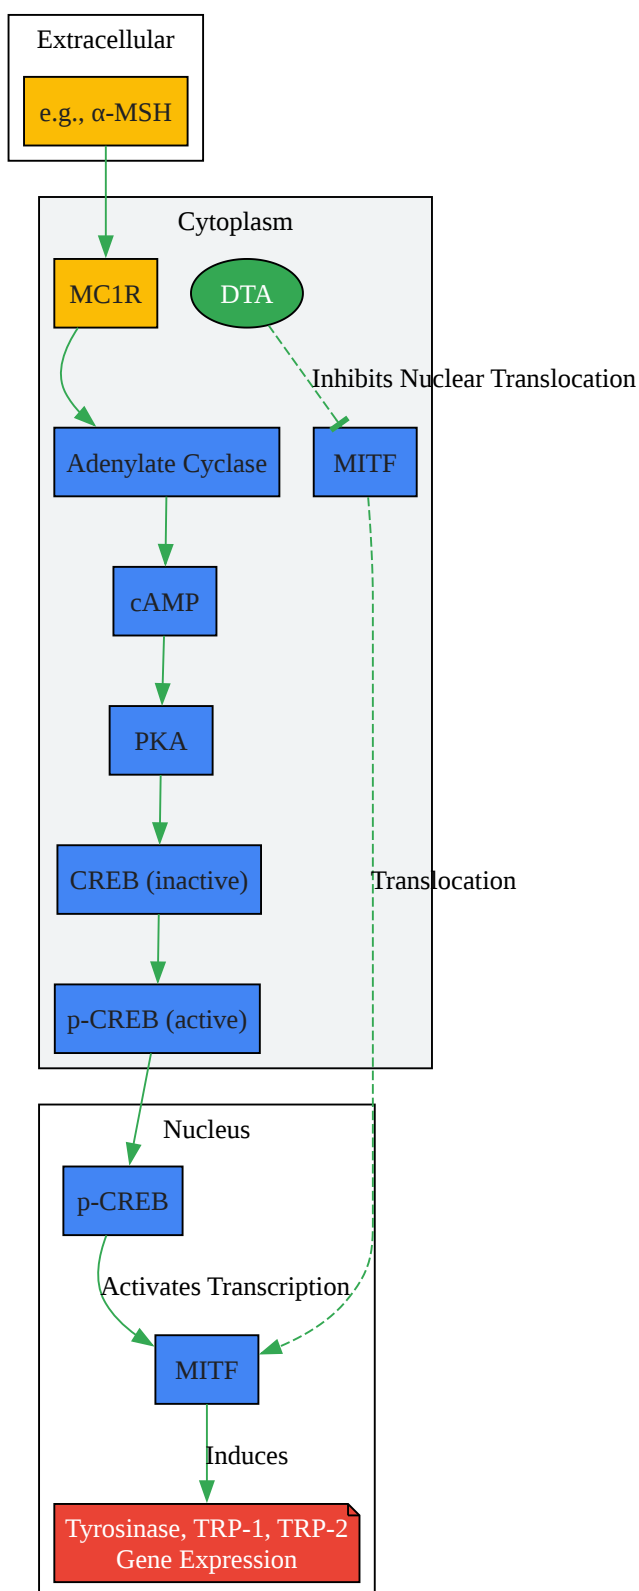 Extracellular
e.g., α-MSH
Cytoplasm
MC1R
DTA
Inhibits Nuclear Translocation
Adenylate Cyclase
MITF
cAMP
PKA
CREB (inactive)
Translocation
p-CREB (active)
Nucleus
p-CREB
Activates Transcription
MITF
Induces
Tyrosinase, TRP-1, TRP-2
Gene Expression